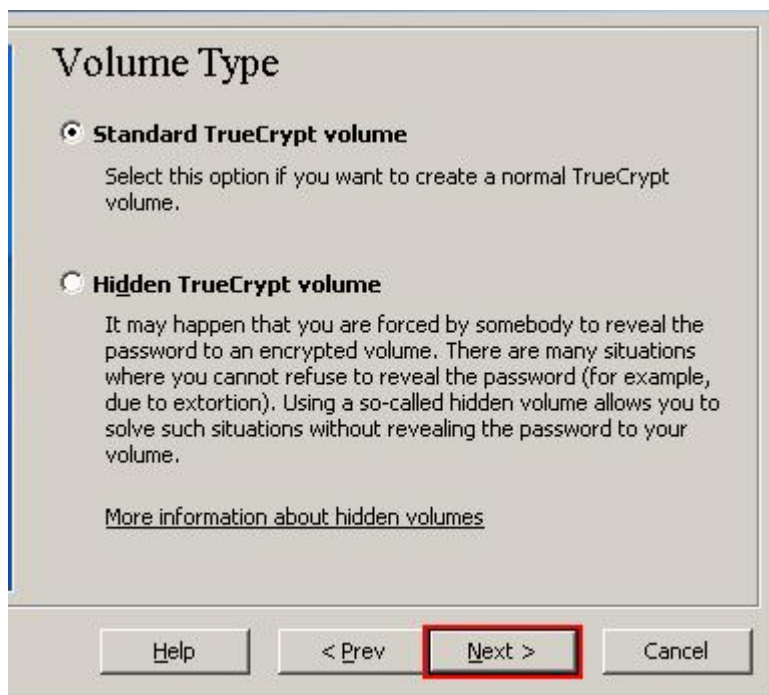 Volume Type
Standard TrueCrypt volume
Select this option if you want to create a normal TrueCrypt
volume.
Hidden TrueCrypt volume
It may happen that you are forced by somebody to reveal the
password to an encrypted volume. There are many situations
where you cannot refuse to reveal the password (for example,
due to extortion). Using a so-called hidden volume allows you to
solve such situations without revealing the password to your
volume.
More information about hidden volumes
Help
< Prev
Next >
Cancel